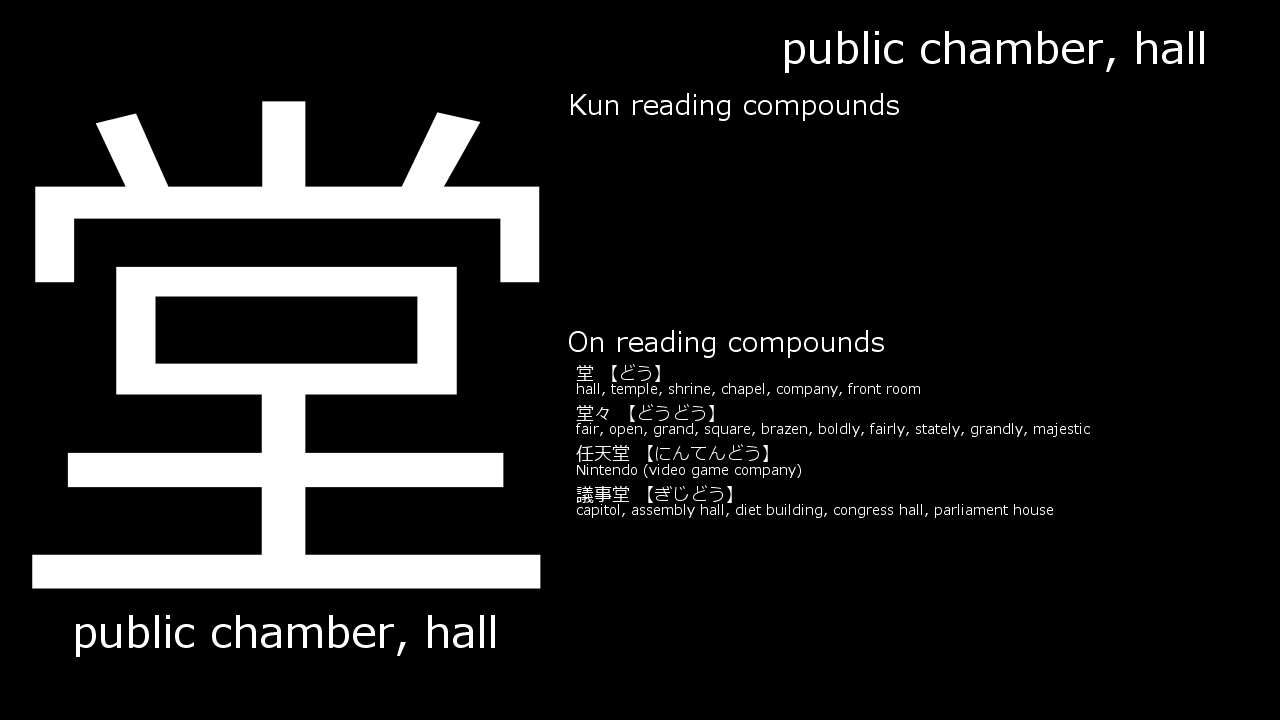 public chamber, hall
堂
public chamber, hall
Kun reading compounds
On reading compounds
堂 【どう】
hall, temple, shrine, chapel, company, front room
堂々 【どうどう】
fair, open, grand, square, brazen, boldly, fairly, stately, grandly, majestic
任天堂 【にんてんどう】
Nintendo (video game company)
議事堂 【ぎじどう】
capitol, assembly hall, diet building, congress hall, parliament house